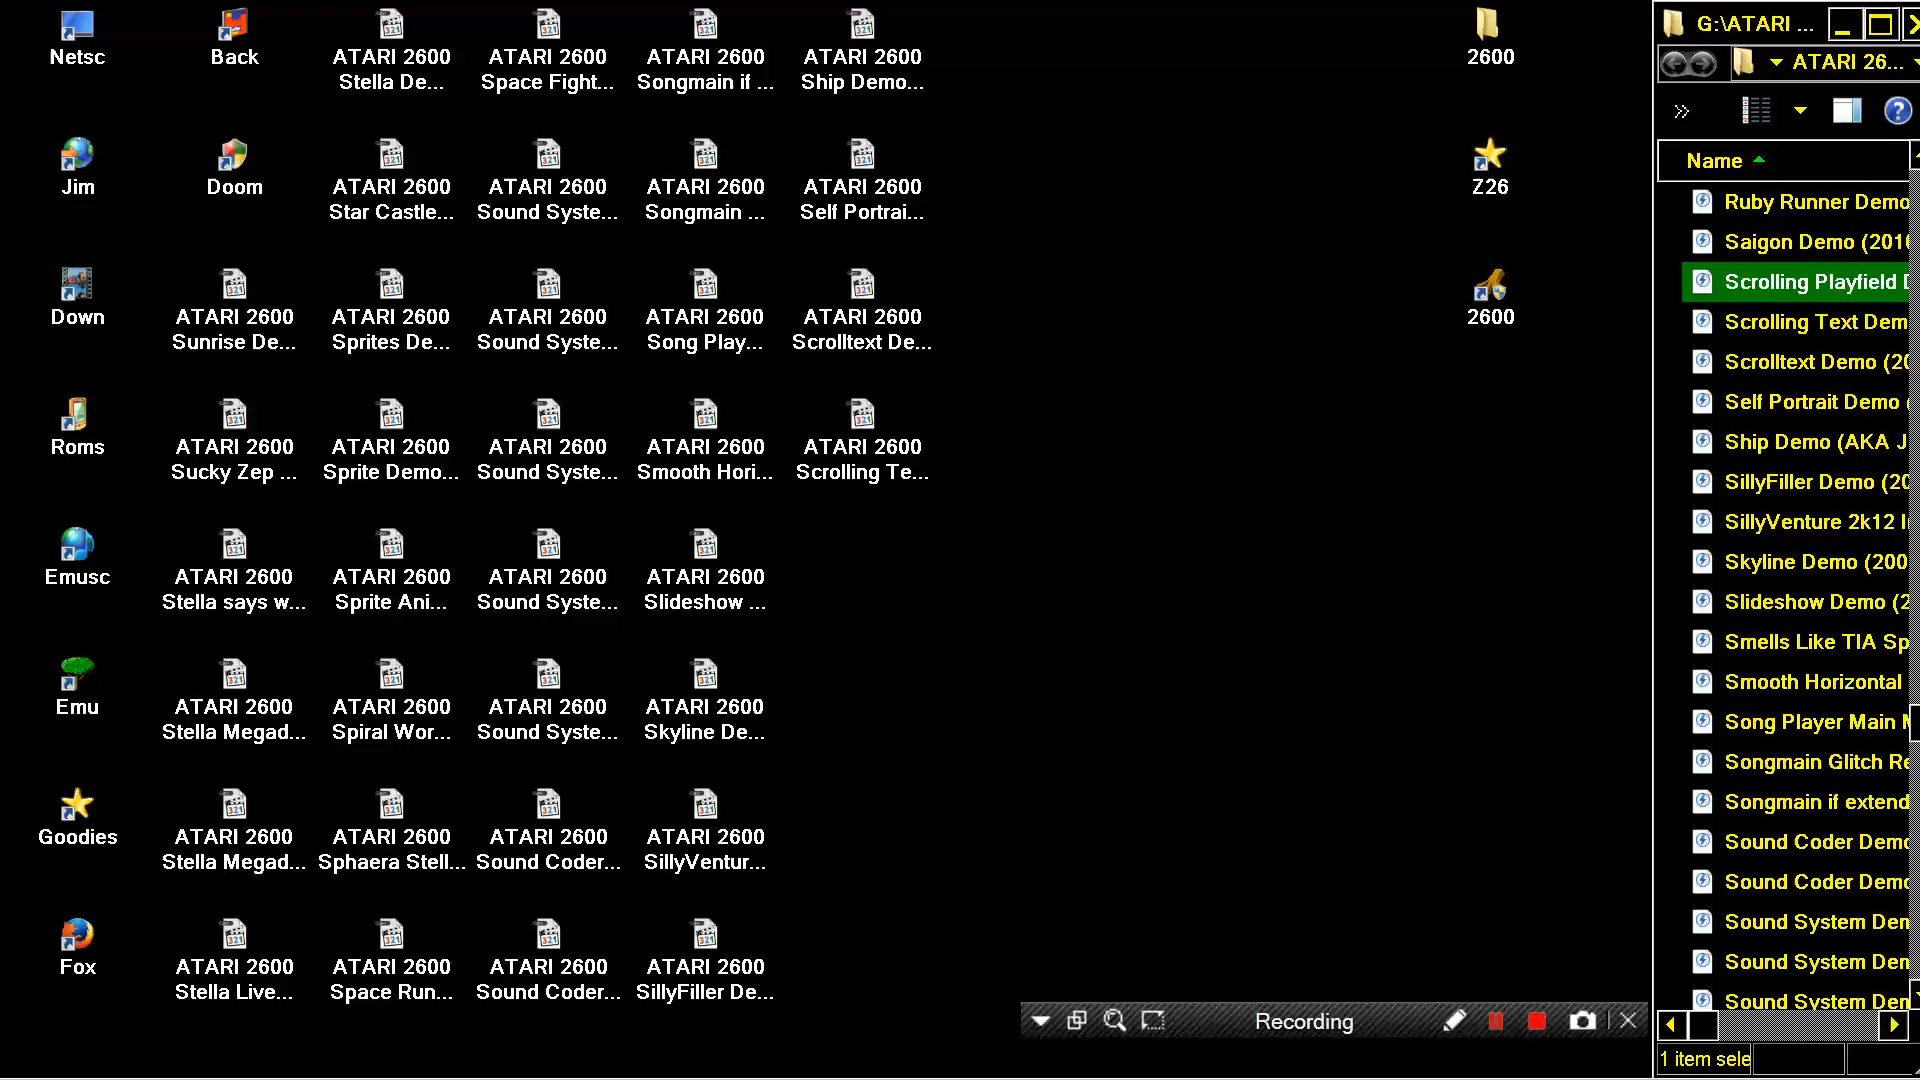 Netsc
Back
ATARI 2600
Stella De...
ATARI 2600
Space Fight...
ATARI 2600
Songmain if ...
ATARI 2600
Ship Demo...
2600
Jim
Doom
ATARI 2600
Star Castle...
ATARI 2600
Sound Syste...
ATARI 2600
Songmain ...
ATARI 2600
Self Portrai...
Z26
Down
ATARI 2600
Sunrise De...
ATARI 2600
Sprites De...
ATARI 2600
Sound Syste...
ATARI 2600
Song Play...
ATARI 2600
Scrolltext De...
2600
Roms
ATARI 2600
Sucky Zep ...
ATARI 2600
Sprite Demo...
ATARI 2600
Sound Syste...
ATARI 2600
Smooth Hori...
ATARI 2600
Scrolling Te...
Emusc
ATARI 2600
Stella says w...
ATARI 2600
Sprite Ani...
ATARI 2600
Sound Syste...
ATARI 2600
Slideshow ...
Emu
ATARI 2600
Stella Megad...
ATARI 2600
Spiral Wor...
ATARI 2600
Sound Syste...
ATARI 2600
Skyline De...
Goodies
ATARI 2600
Stella Megad...
ATARI 2600
Sphaera Stell...
ATARI 2600
Sound Coder...
ATARI 2600
SillyVentur...
Fox
ATARI 2600
Stella Live...
ATARI 2600
Space Run...
ATARI 2600
Sound Coder...
ATARI 2600
SillyFiller De...
Recording
G:\ATARI ...
ATARI 26...
Name
Ruby Runner Demo
Saigon Demo (2010
Scrolling Playfield D
Scrolling Text Dem
Scrolltext Demo (20
Self Portrait Demo (
Ship Demo (AKA J
SillyFiller Demo (20
SillyVenture 2k12 I
Skyline Demo (200
Slideshow Demo (2
Smells Like TIA Sp
Smooth Horizontal
Song Player Main M
Songmain Glitch Re
Songmain if extend
Sound Coder Demo
Sound Coder Demo
Sound System Dem
Sound System Dem
Sound System Dem
1 item sele